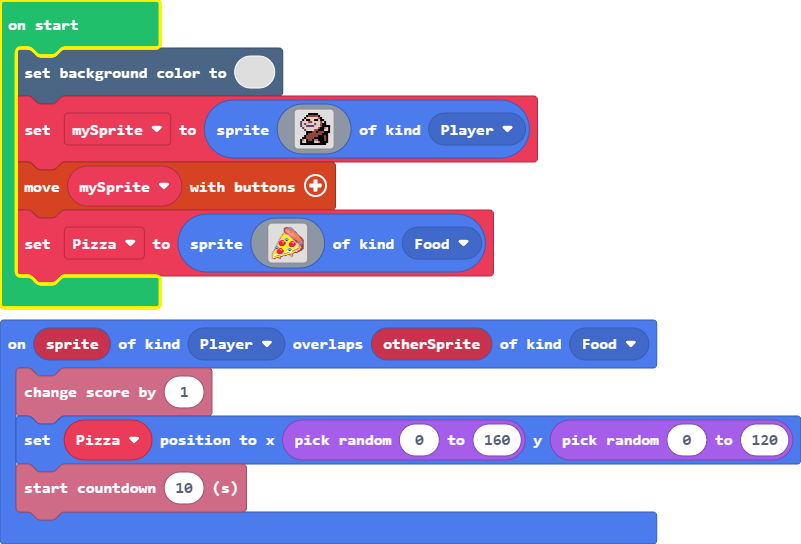 on start
set background color to
set mySprite to sprite of kind Player
move mySprite with buttons
set Pizza to sprite of kind Food
on sprite of kind Player overlaps otherSprite of kind Food
change score by 1
set Pizza position to x pick random 0 to 160 y pick random 0 to 120
start countdown 10 (s)